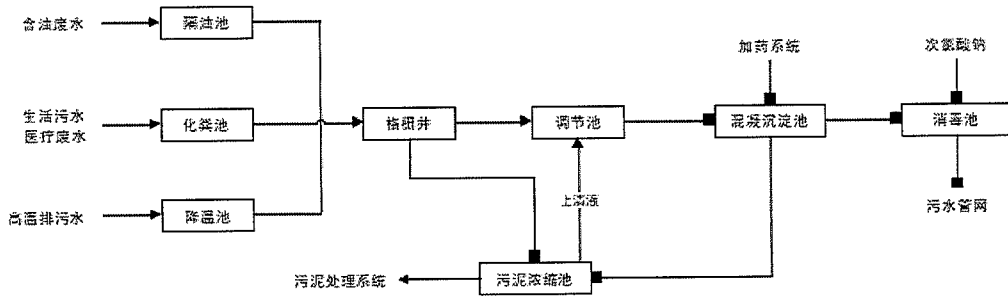 含油废水
隔油池
加药系统
次氯酸钠
生活污水
医疗废水
化粪池
格栅井
调节池
混凝沉淀池
消毒池
上清液
高温排污水
降温池
污水管网
污泥处理系统
污泥浓缩池